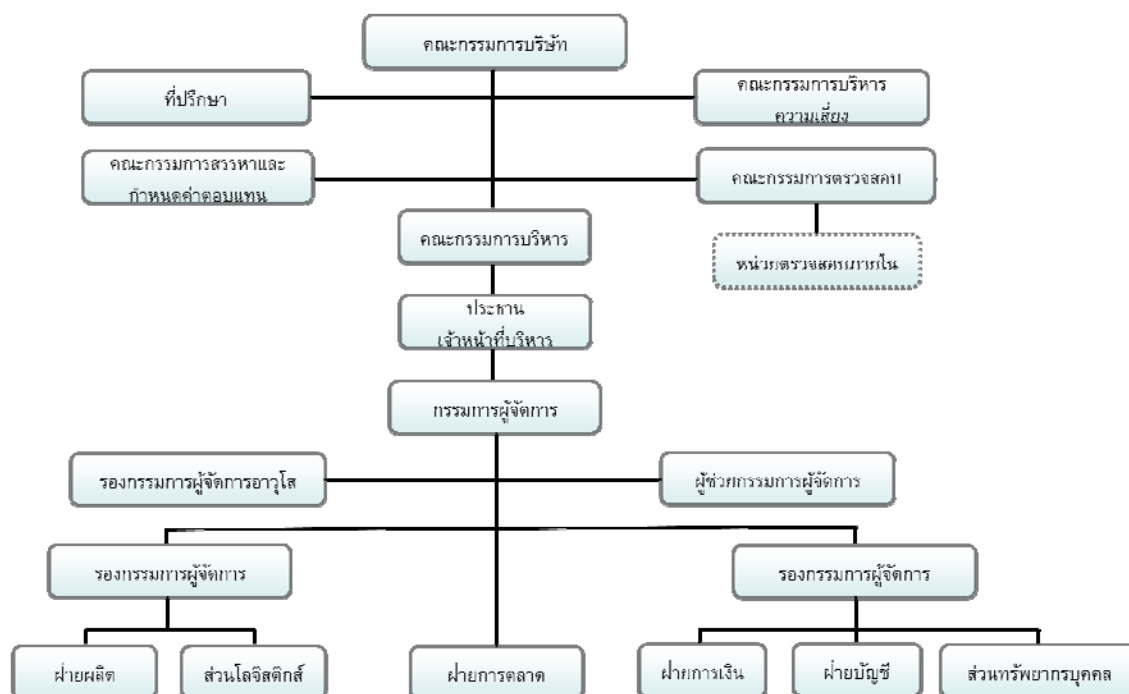 คณะกรรมการบริษัท
ที่ปรึกษา
คณะกรรมการบริหาร
ความเสี่ยง
คณะกรรมการสรรหาและ
กำหนดค่าตอบแทน
คณะกรรมการตรวจสอบ
คณะกรรมการบริหาร
หน่วยตรวจสอบภายใน
ประธาน
เจ้าหน้าที่บริหาร
กรรมการผู้จัดการ
รองกรรมการผู้จัดการอาวุโส
ผู้ช่วยกรรมการผู้จัดการ
รองกรรมการผู้จัดการ
รองกรรมการผู้จัดการ
ฝ่ายผลิต
ส่วนโลจิสติกส์
ฝ่ายการตลาด
ฝ่ายการเงิน
ฝ่ายบัญชี
ส่วนทรัพยากรบุคคล